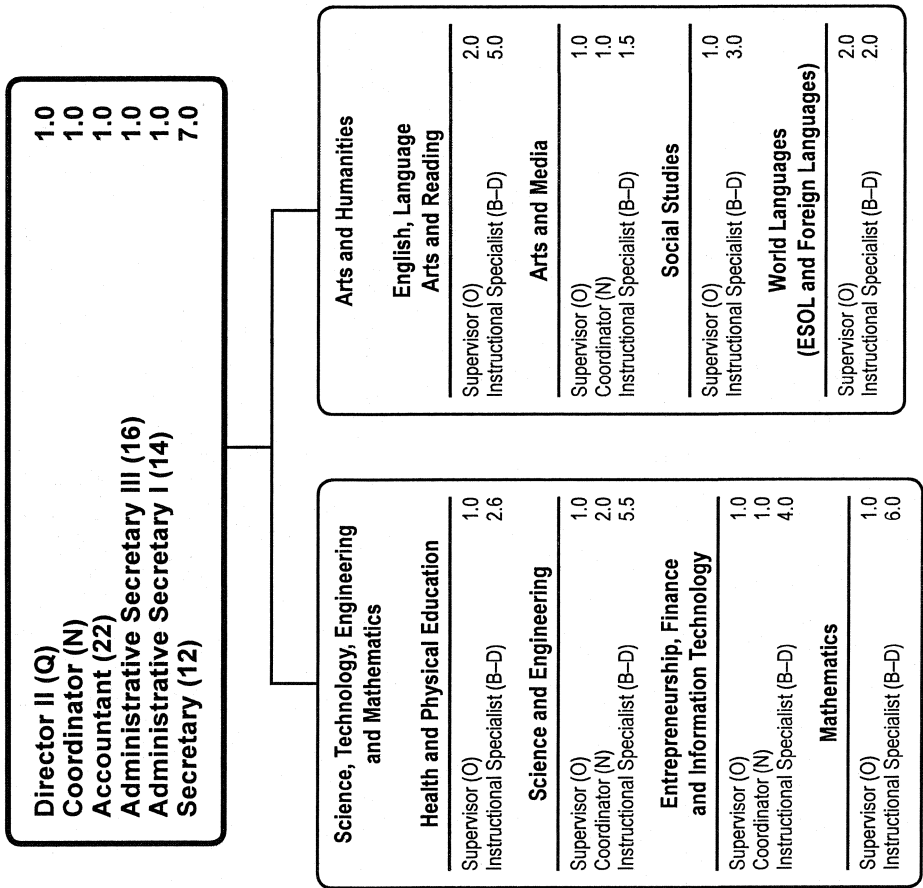 Director II (Q) 1.0
Coordinator (N) 1.0
Accountant (22) 1.0
Administrative Secretary III (16) 1.0
Administrative Secretary I (14) 1.0
Secretary (12) 7.0
Science, Technology, Engineering
and Mathematics
Health and Physical Education
Supervisor (O) 1.0
Instructional Specialist (B–D) 2.6
Science and Engineering
Supervisor (O) 1.0
Coordinator (N) 2.0
Instructional Specialist (B–D) 5.5
Entrepreneurship, Finance
and Information Technology
Supervisor (O) 1.0
Coordinator (N) 1.0
Instructional Specialist (B–D) 4.0
Mathematics
Supervisor (O) 1.0
Instructional Specialist (B–D) 6.0
Arts and Humanities
English, Language
Arts and Reading
Supervisor (O) 2.0
Instructional Specialist (B–D) 5.0
Arts and Media
Supervisor (O) 1.0
Coordinator (N) 1.0
Instructional Specialist (B–D) 1.5
Social Studies
Supervisor (O) 1.0
Instructional Specialist (B–D) 3.0
World Languages
(ESOL and Foreign Languages)
Supervisor (O) 2.0
Instructional Specialist (B–D) 2.0